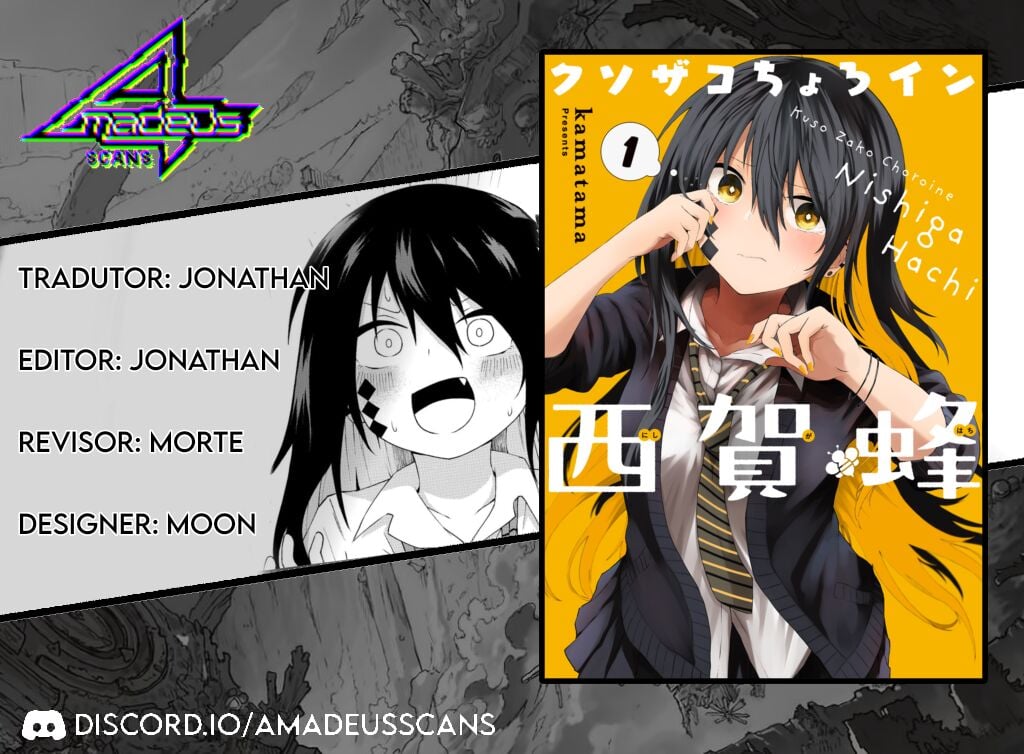 Amadeus
SCANS
TRADUTOR: JONATHAN
EDITOR: JONATHAN
REVISOR: MORTE
DESIGNER: MOON
DISCORD.IO/AMADEUSSCANS
クソザコちょろイン
kamatama
Presents
1
Kuso Zako Choroine
Nishiga
Hachi
西賀蜂
にし
が
はち